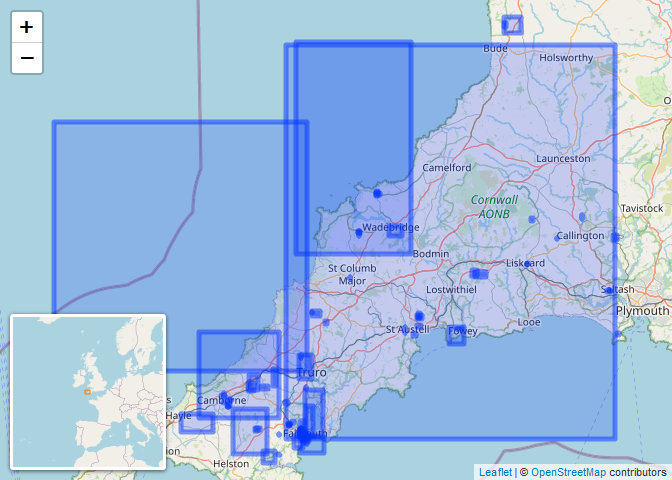 +
−
Bude
Holsworthy
Camelford
Launceston
Cornwall
AONB
Tavistock
Wadebridge
Callington
Bodmin
St Columb
Major
Liskeard
Lostwithiel
Saltash
Plymouth
St Austell
Fowey
Looe
Truro
Camborne
Hayle
Falmouth
Helston
Leaflet | © OpenStreetMap contributors